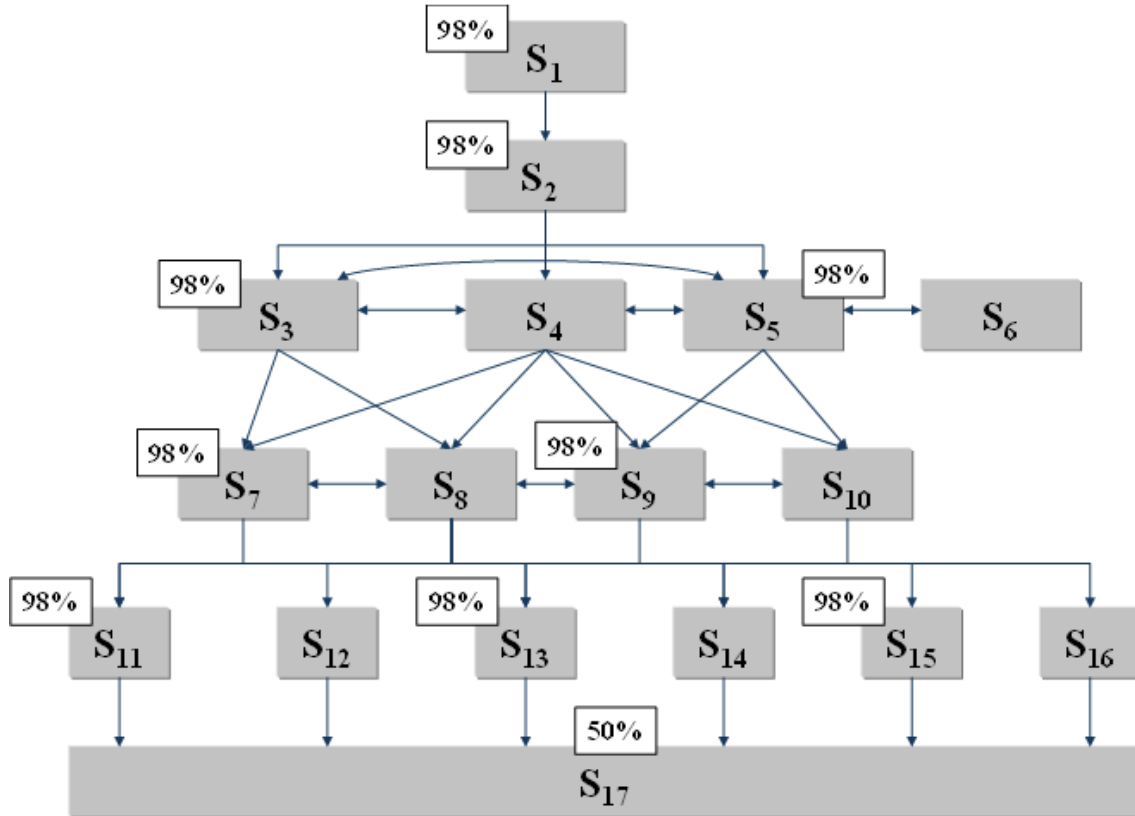 98%
S₁
98%
S₂
98%
S₃
S₄
98%
S₅
S₆
98%
S₇
S₈
98%
S₉
S₁₀
98%
S₁₁
S₁₂
98%
S₁₃
S₁₄
98%
S₁₅
S₁₆
50%
S₁₇